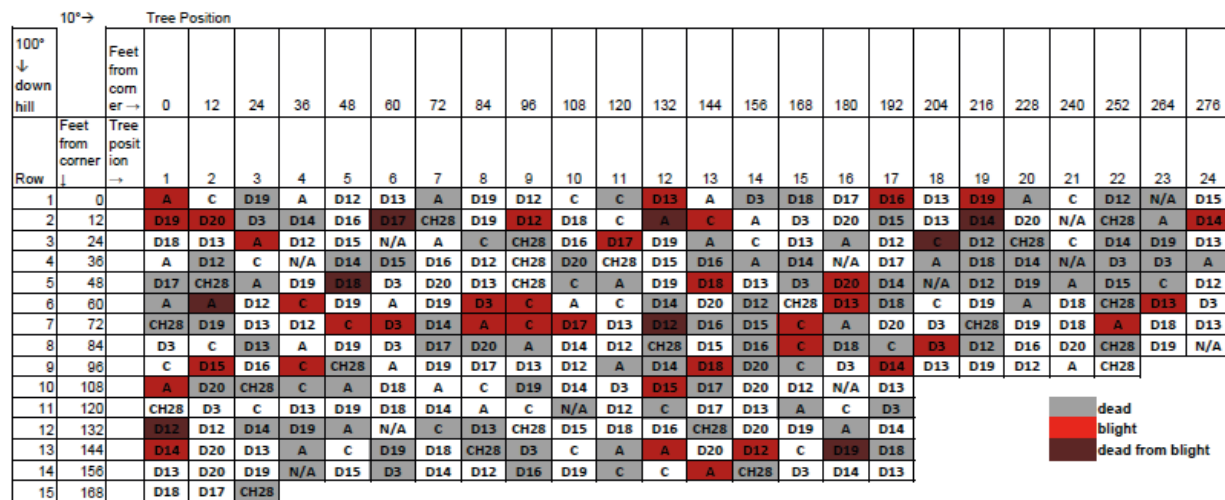 10°→ Tree Position
100° ↓ down hill Feet from corn er → 0 12 24 36 48 60 72 84 96 108 120 132 144 156 168 180 192 204 216 228 240 252 264 276
Row Feet from corner ↓ Tree posit ion → 1 2 3 4 5 6 7 8 9 10 11 12 13 14 15 16 17 18 19 20 21 22 23 24
1 0 A C D19 A D12 D13 A D19 D12 C C D13 A D3 D18 D17 D16 D13 D19 A C D12 N/A D15
2 12 D19 D20 D3 D14 D16 D17 CH28 D19 D12 D18 C A C A D3 D20 D15 D13 D14 D20 N/A CH28 A D14
3 24 D18 D13 A D12 D15 N/A A C CH28 D16 D17 D19 A C D13 A D12 C D12 CH28 C D14 D19 D13
4 36 A D12 C N/A D14 D15 D16 D12 CH28 D20 CH28 D15 D16 A D14 N/A D17 A D18 D14 N/A D3 D3 A
5 48 D17 CH28 A D19 D18 D3 D20 D13 CH28 C A D19 D18 D13 D3 D20 D14 N/A D12 D19 A D15 C D12
6 60 A A D12 C D19 A D19 D3 C A C D14 D20 D12 CH28 D13 D18 C D19 A D18 CH28 D13 D3
7 72 CH28 D19 D13 D12 C D3 D14 A C D17 D13 D12 D16 D15 C A D20 D3 CH28 D19 D18 A D18 D13
8 84 D3 C D13 A D19 D3 D17 D20 A D14 D12 CH28 D15 D16 C D18 C D3 D12 D16 D20 CH28 D19 N/A
9 96 C D15 D16 C CH28 A D19 D17 D13 D12 A D14 D18 D20 C D3 D14 D13 D19 D12 A CH28
10 108 A D20 CH28 C A D18 A C D19 D14 D3 D15 D17 D20 D12 N/A D13
11 120 CH28 D3 C D13 D19 D18 D14 A C N/A D12 C D17 D13 A C D3
12 132 D12 D12 D14 D19 A N/A C D13 CH28 D15 D18 D16 CH28 D20 D19 A D14
13 144 D14 D20 D13 A C D19 D18 CH28 D3 C A A D20 D12 C D19 D18
14 156 D13 D20 D19 N/A D15 D3 D14 D12 D16 D19 C C A CH28 D3 D14 D13
15 168 D18 D17 CH28
dead
blight
dead from blight